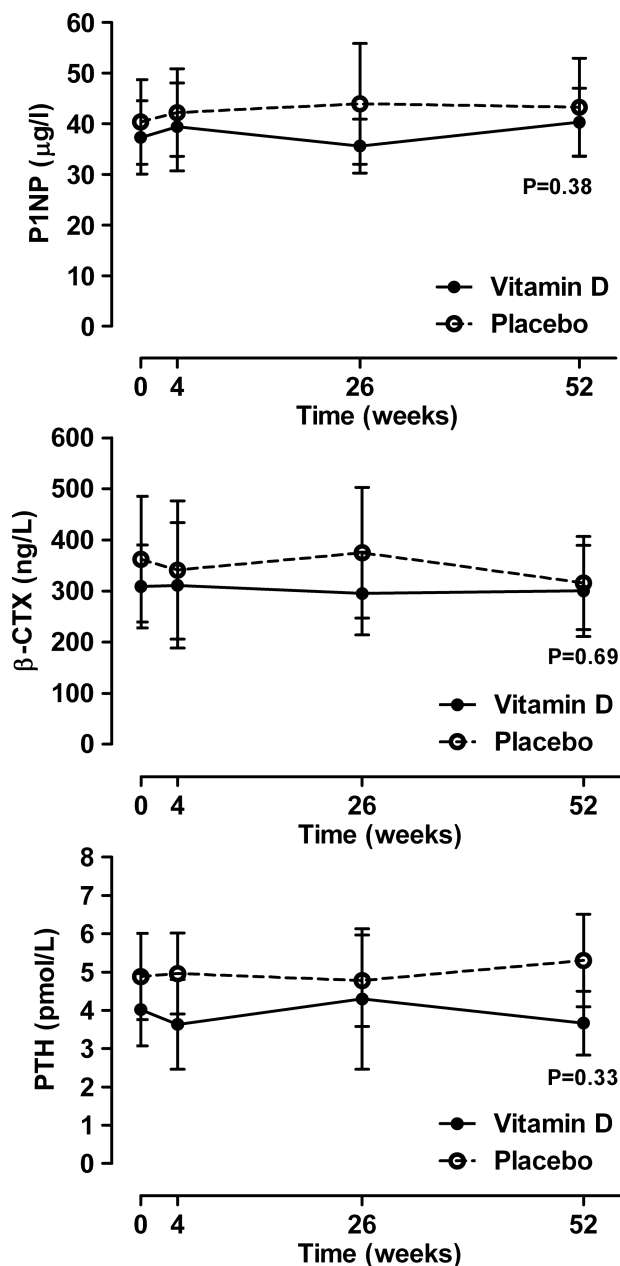 60
50
40
30
20
10
0
P1NP (μg/l)
P=0.38
Vitamin D
Placebo
0 4 26 52
Time (weeks)
600
500
400
300
200
100
0
β-CTX (ng/L)
P=0.69
Vitamin D
Placebo
0 4 26 52
Time (weeks)
8
7
6
5
4
3
2
1
0
PTH (pmol/L)
P=0.33
Vitamin D
Placebo
0 4 26 52
Time (weeks)